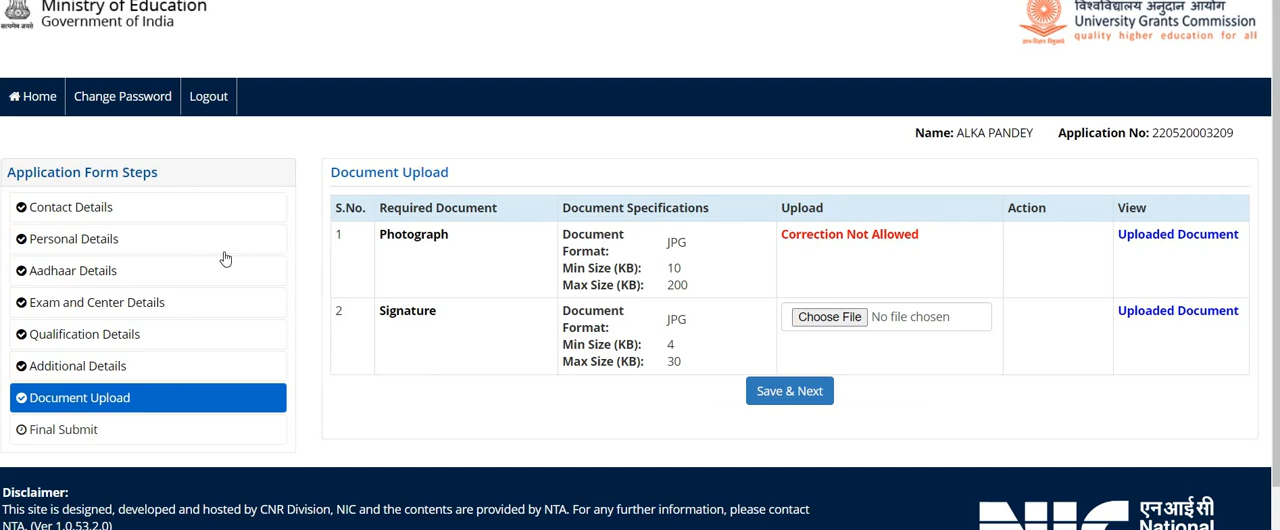 Ministry of Education
Government of India
सत्यमेव जयते
विश्वविद्यालय अनुदान आयोग
University Grants Commission
quality higher education for all
Home Change Password Logout
Name: ALKA PANDEY Application No: 220520003209
Application Form Steps
Contact Details
Personal Details
Aadhaar Details
Exam and Center Details
Qualification Details
Additional Details
Document Upload
Final Submit
Document Upload
S.No. Required Document Document Specifications Upload Action View
1 Photograph Document Format: JPG Correction Not Allowed Uploaded Document
Min Size (KB): 10
Max Size (KB): 200
2 Signature Document Format: JPG Choose File No file chosen Uploaded Document
Min Size (KB): 4
Max Size (KB): 30
Save & Next
Disclaimer:
This site is designed, developed and hosted by CNR Division, NIC and the contents are provided by NTA. For any further information, please contact
NTA. (Ver 1.0.53.2.0)
NIC एनआईसी
National